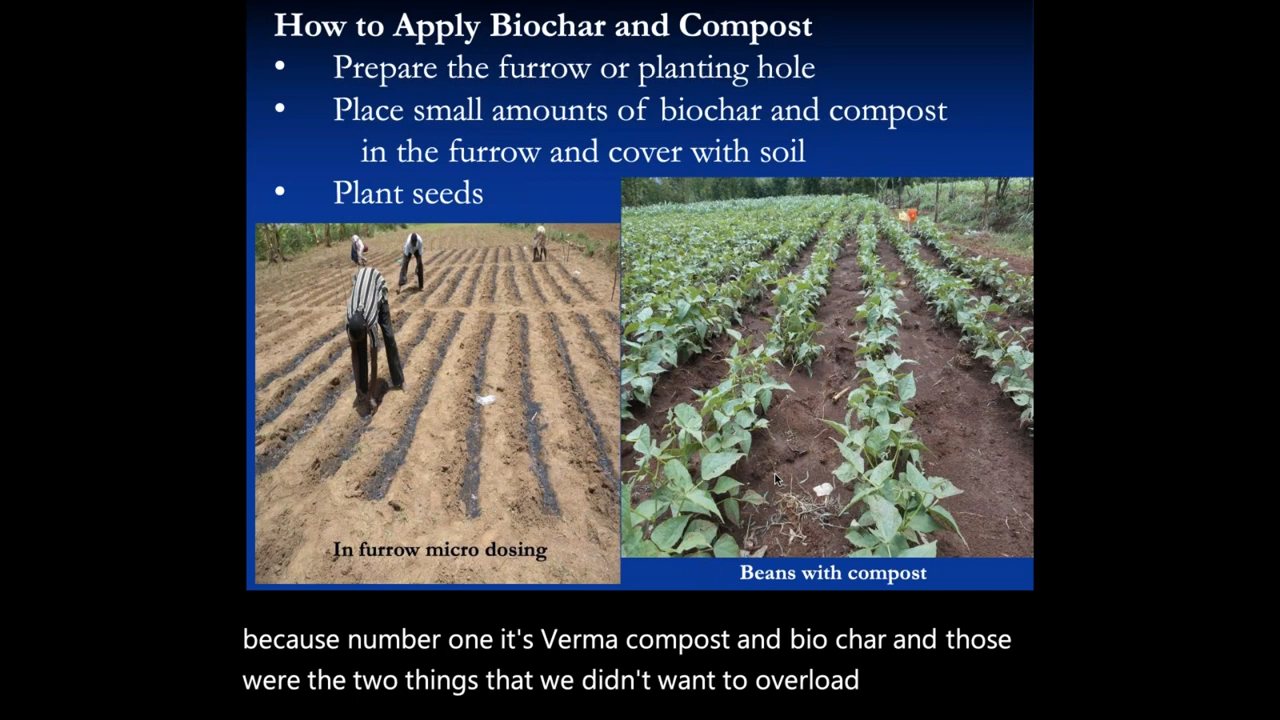 How to Apply Biochar and Compost
• Prepare the furrow or planting hole
• Place small amounts of biochar and compost
in the furrow and cover with soil
• Plant seeds
In furrow micro dosing
Beans with compost
because number one it's Verma compost and bio char and those
were the two things that we didn't want to overload